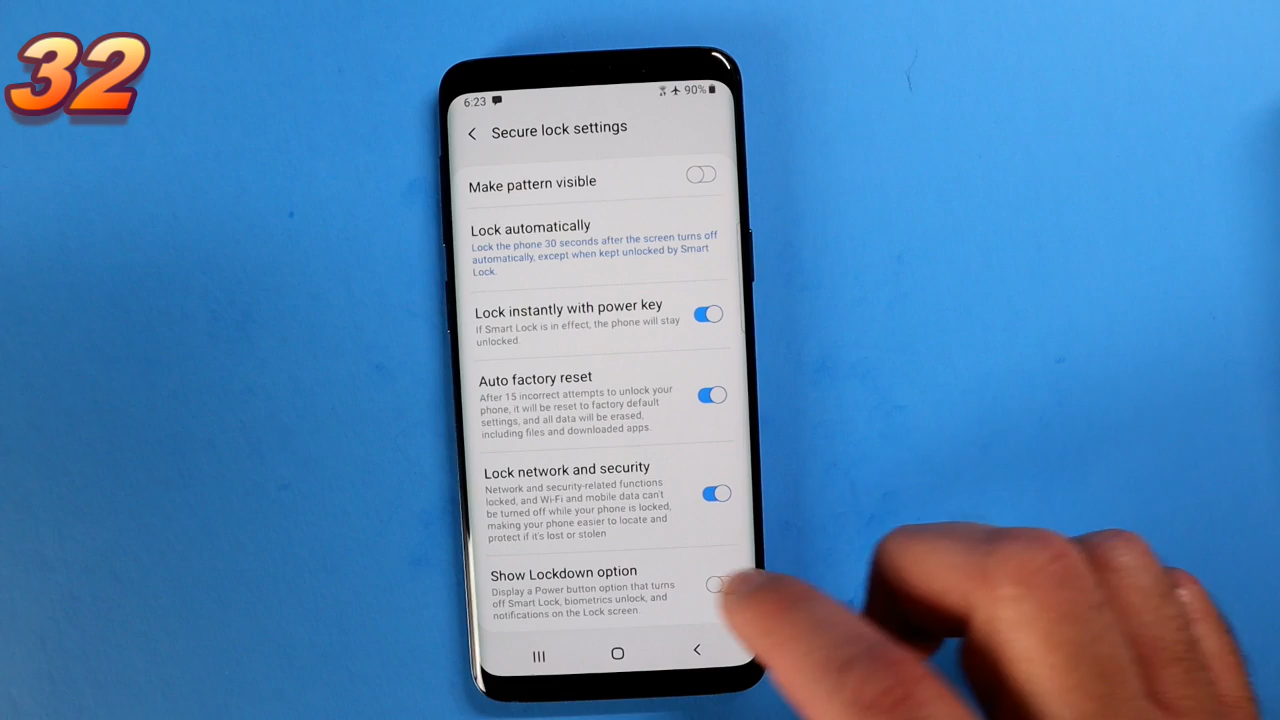 32
6:23
90%
Secure lock settings
Make pattern visible
Lock automatically
Lock the phone 30 seconds after the screen turns off
automatically, except when kept unlocked by Smart
Lock.
Lock instantly with power key
If Smart Lock is in effect, the phone will stay
unlocked.
Auto factory reset
After 15 incorrect attempts to unlock your
phone, it will be reset to factory default
settings, and all data will be erased,
including files and downloaded apps.
Lock network and security
Network and security-related functions
locked, and Wi-Fi and mobile data can't
be turned off while your phone is locked,
making your phone easier to locate and
protect if it's lost or stolen
Show Lockdown option
Display a Power button option that turns
off Smart Lock, biometrics unlock, and
notifications on the Lock screen.